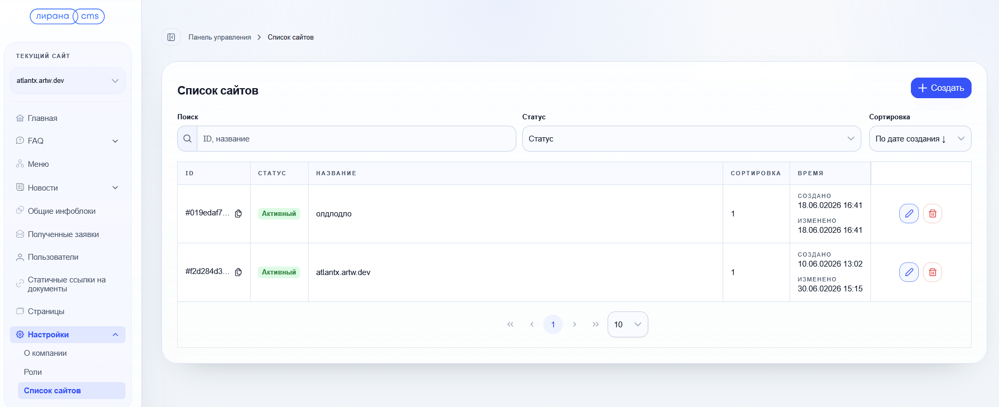 лирана cms
ТЕКУЩИЙ САЙТ
atlantx.artw.dev
Главная
FAQ
Меню
Новости
Общие инфоблоки
Полученные заявки
Пользователи
Статичные ссылки на
документы
Страницы
Настройки
О компании
Роли
Список сайтов
Панель управления > Список сайтов
Список сайтов
+ Создать
Поиск
Статус
Сортировка
ID, название
Статус
По дате создания ↓
ID СТАТУС НАЗВАНИЕ СОРТИРОВКА ВРЕМЯ
#019edaf7... Активный олдлодло 1
СОЗДАНО
18.06.02026 16:41
ИЗМЕНЕНО
18.06.02026 16:41
#f2d284d3... Активный atlantx.artw.dev 1
СОЗДАНО
10.06.02026 13:02
ИЗМЕНЕНО
30.06.02026 15:15
« ‹ 1 › » 10